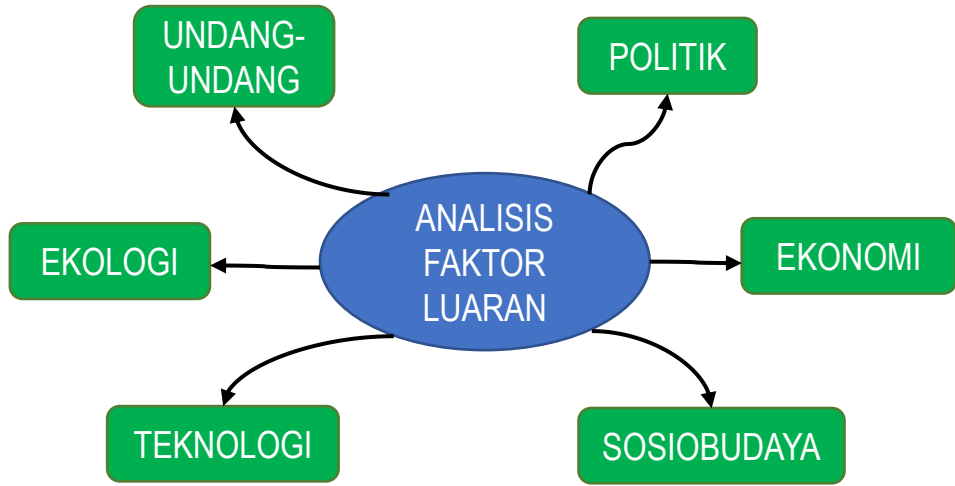 UNDANG-
UNDANG
POLITIK
ANALISIS
FAKTOR
LUARAN
EKOLOGI
EKONOMI
TEKNOLOGI
SOSIOBUDAYA